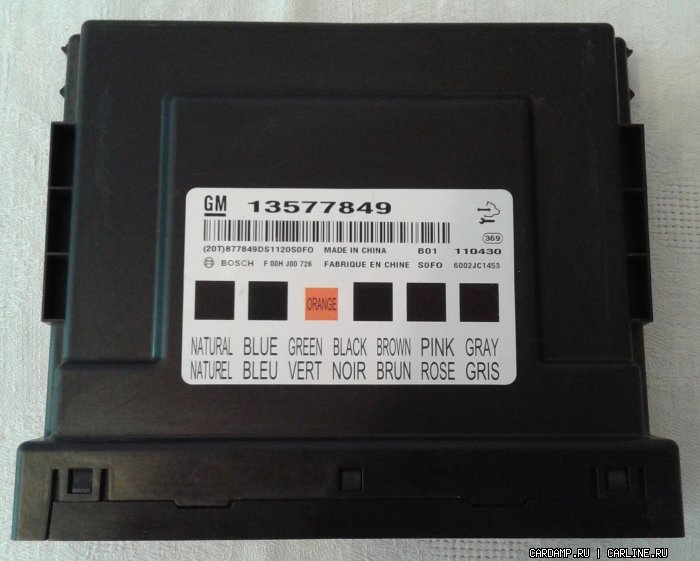 GM 13577849
369
(20T)877849DS1120S0FO MADE IN CHINA B01 110430
BOSCH F 00H J00 726 FABRIQUE EN CHINE S0FO 6002JC1453
ORANGE
NATURAL BLUE GREEN BLACK BROWN PINK GRAY
NATUREL BLEU VERT NOIR BRUN ROSE GRIS
CARDAMP.RU | CARLINE.RU